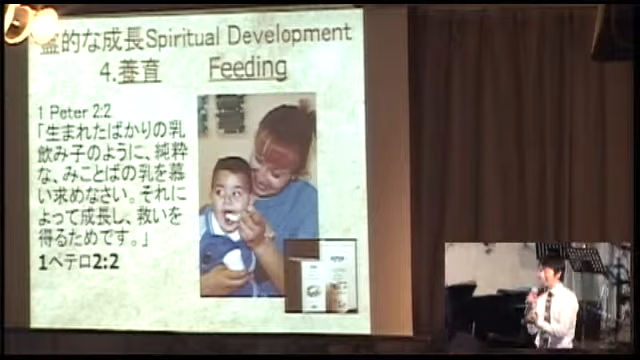 霊的な成長Spiritual Development
4.養育 Feeding
1 Peter 2:2
「生まれたばかりの乳
飲み子のように、純粋
な、みことばの乳を慕
い求めなさい。それに
よって成長し、救いを
得るためです。」
1ペテロ2:2